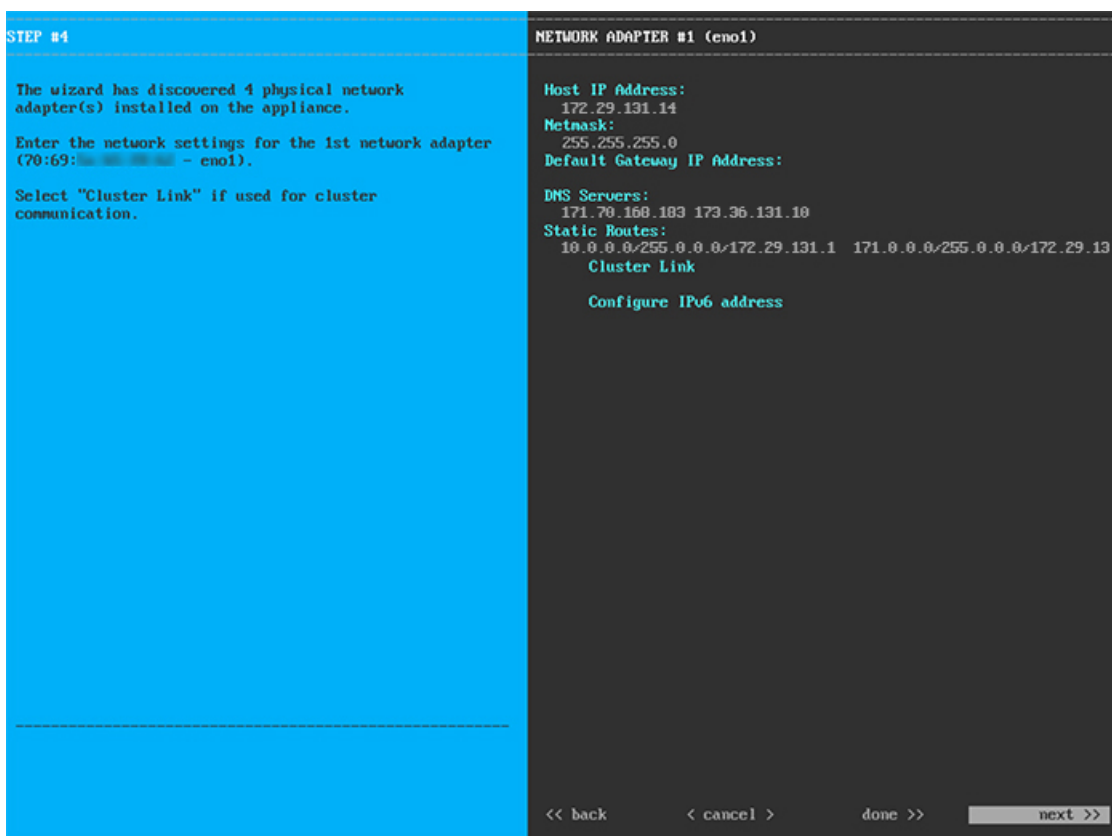 STEP #4
The wizard has discovered 4 physical network
adapter(s) installed on the appliance.
Enter the network settings for the 1st network adapter
(70:69: - eno1).
Select "Cluster Link" if used for cluster
communication.
NETWORK ADAPTER #1 (eno1)
Host IP Address:
172.29.131.14
Netmask:
255.255.255.0
Default Gateway IP Address:
DNS Servers:
171.70.168.183 173.36.131.10
Static Routes:
10.0.0.0/255.0.0.0/172.29.131.1 171.0.0.0/255.0.0.0/172.29.13
Cluster Link
Configure IPv6 address
<< back < cancel > done >> next >>